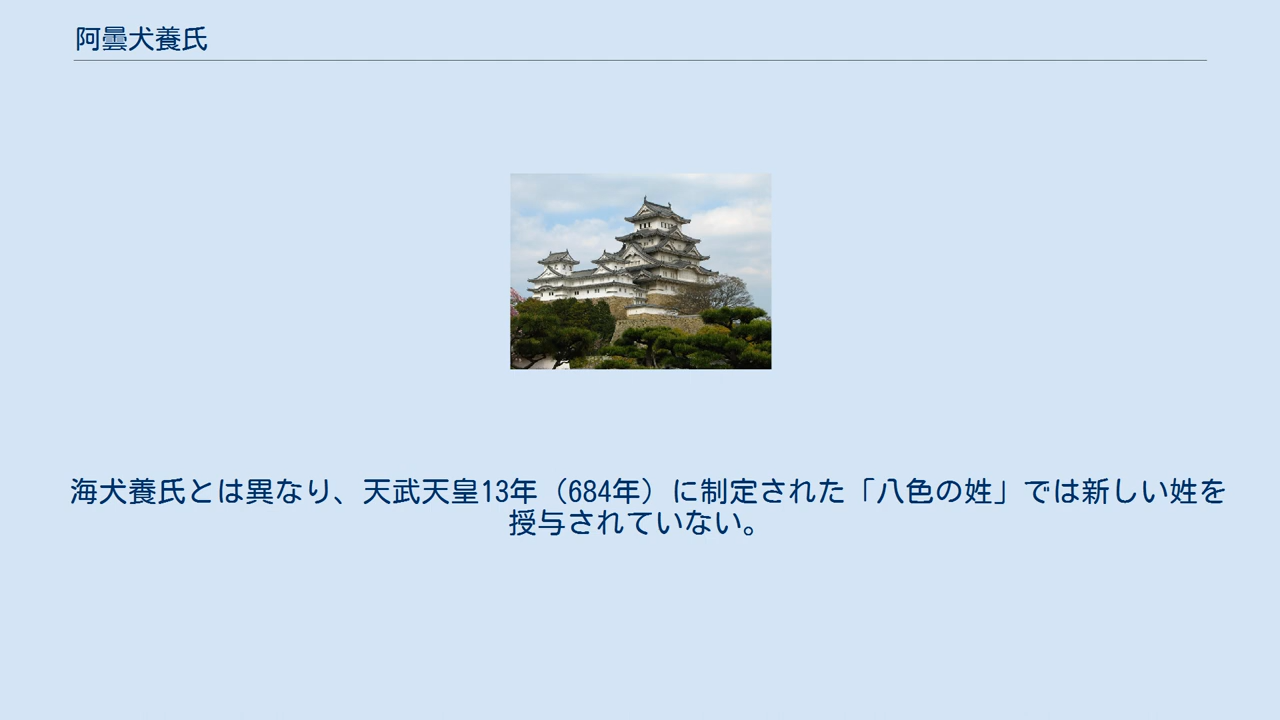 阿曇犬養氏
海犬養氏とは異なり、天武天皇13年（684年）に制定された「八色の姓」では新しい姓を
授与されていない。